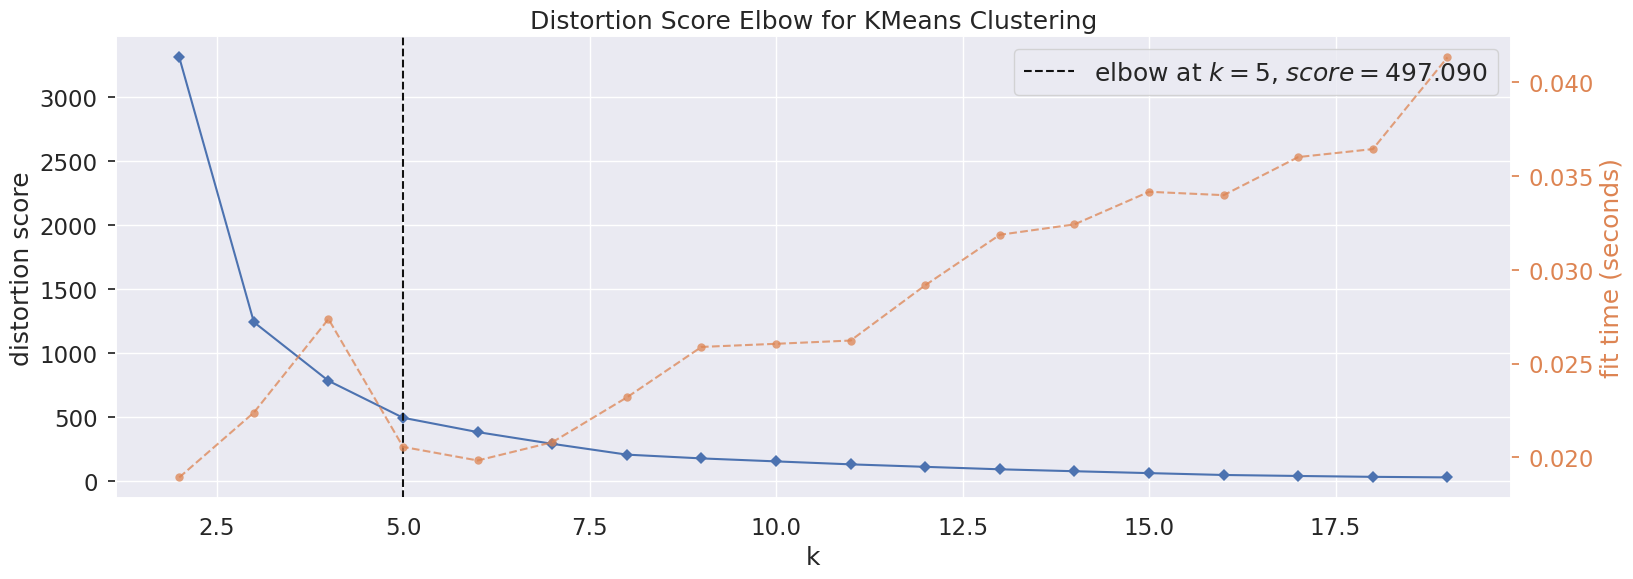 Distortion Score Elbow for KMeans Clustering
elbow at k = 5, score = 497.090
distortion score
3000
2500
2000
1500
1000
500
0
0.040
0.035
0.030
0.025
0.020
fit time (seconds)
2.5 5.0 7.5 10.0 12.5 15.0 17.5
k